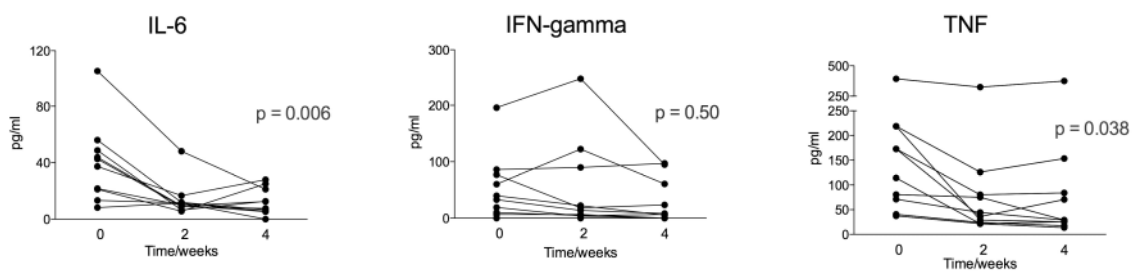 IL-6
120
80
40
0
pg/ml
p = 0.006
0 2 4
Time/weeks
IFN-gamma
300
200
100
0
pg/ml
p = 0.50
0 2 4
Time/weeks
TNF
500
250
250
200
150
100
50
0
pg/ml
p = 0.038
0 2 4
Time/weeks